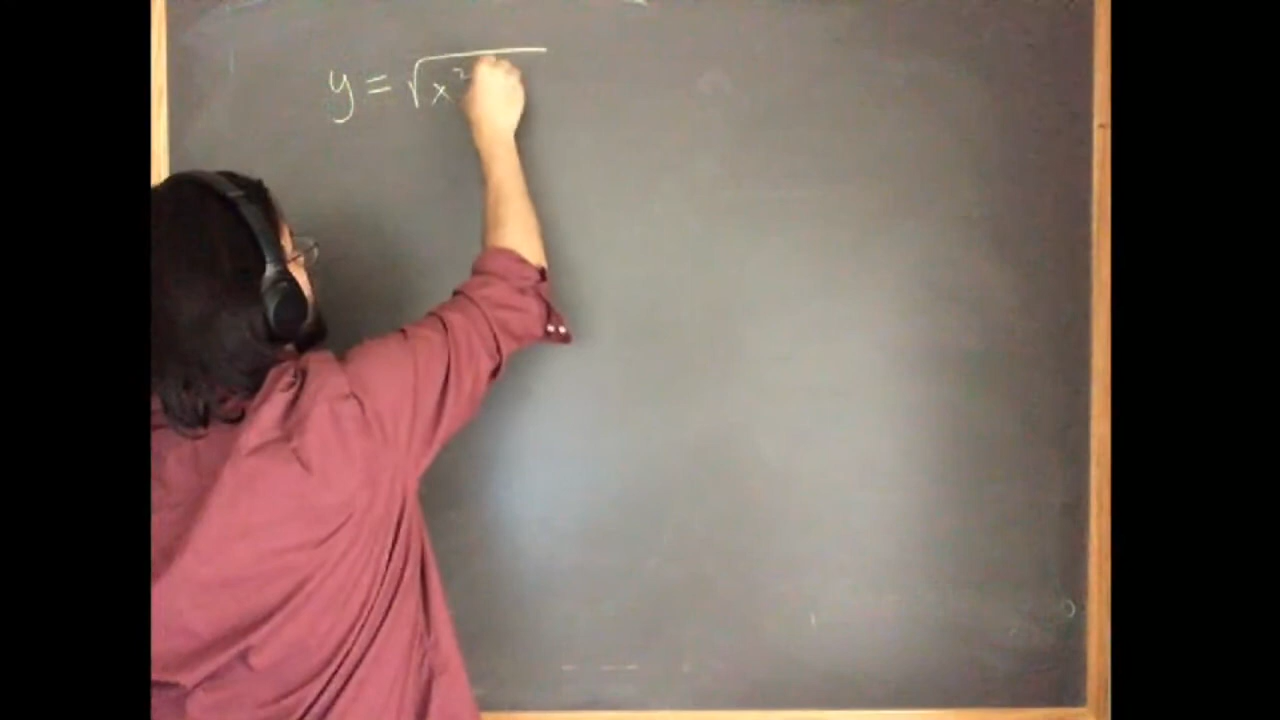 y = √x²